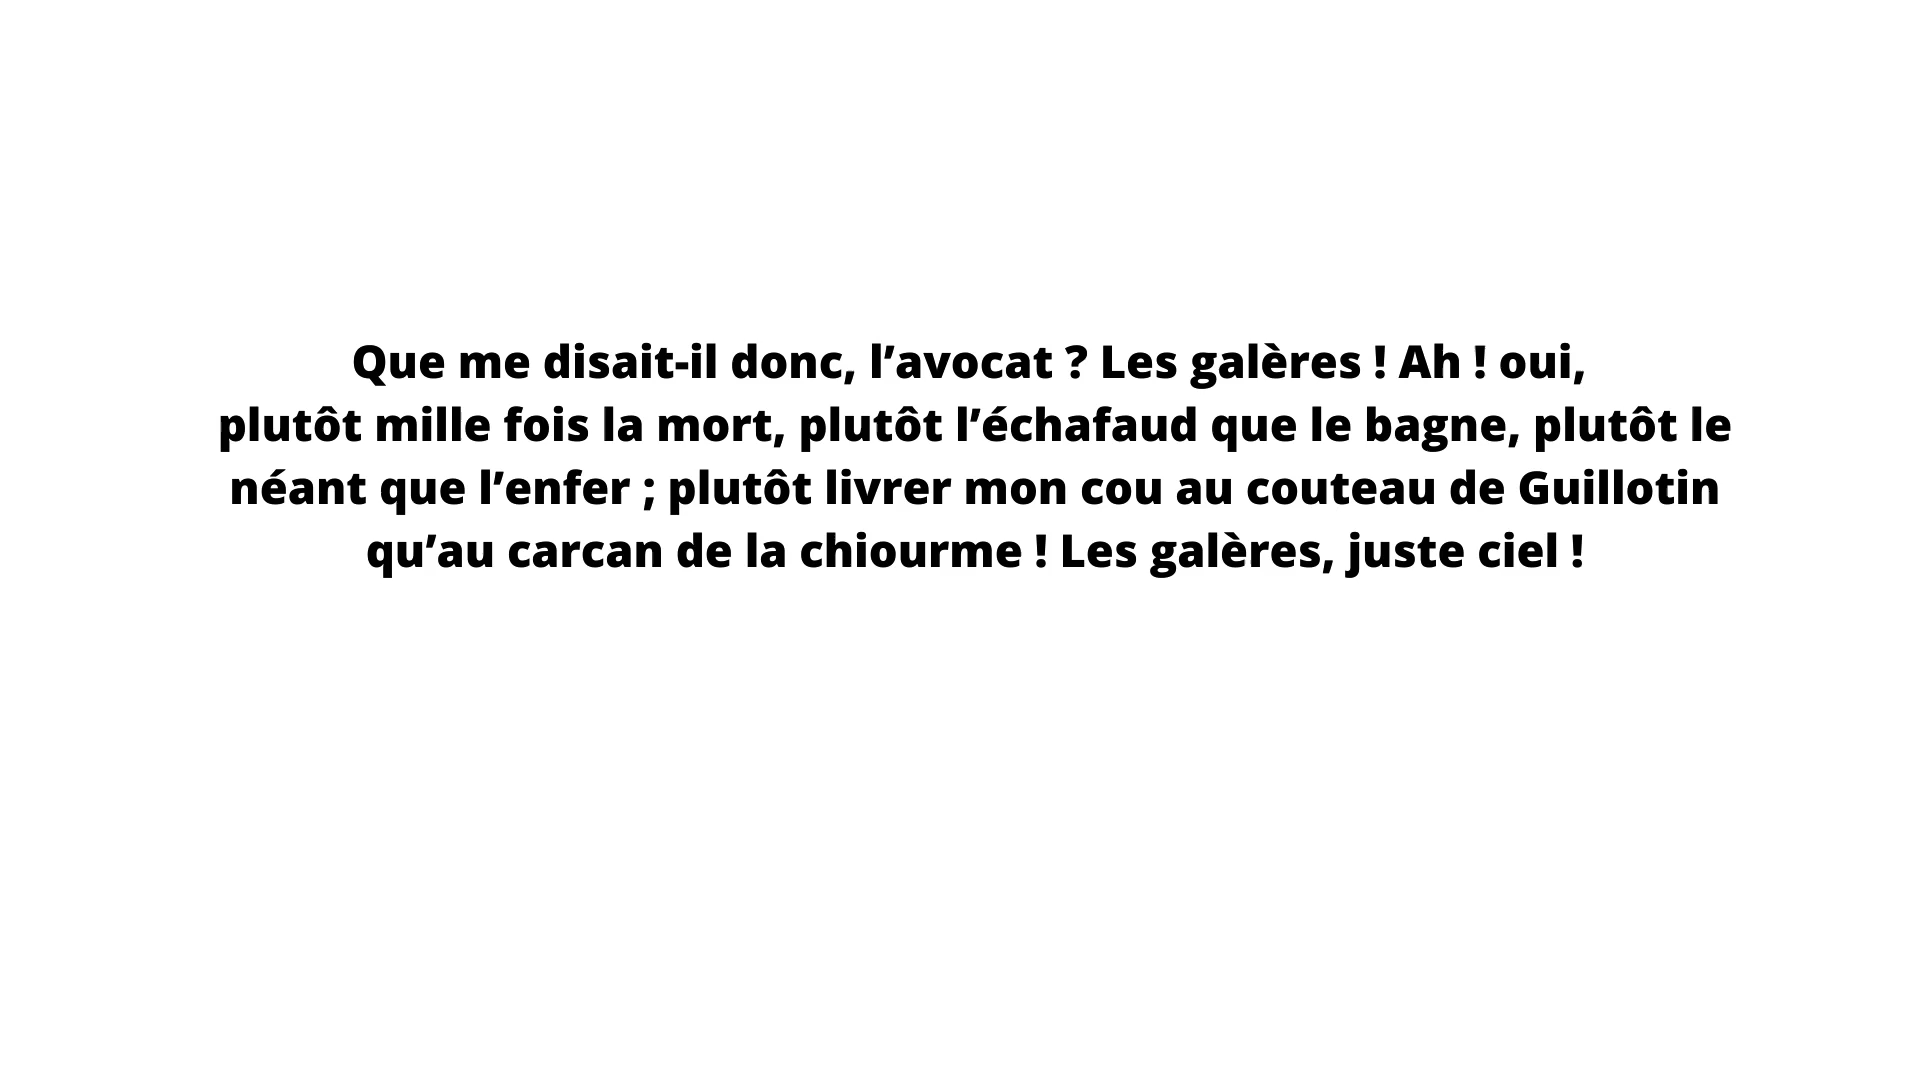 Que me disait-il donc, l’avocat ? Les galères ! Ah ! oui,
plutôt mille fois la mort, plutôt l’échafaud que le bagne, plutôt le
néant que l’enfer ; plutôt livrer mon cou au couteau de Guillotin
qu’au carcan de la chiourme ! Les galères, juste ciel !